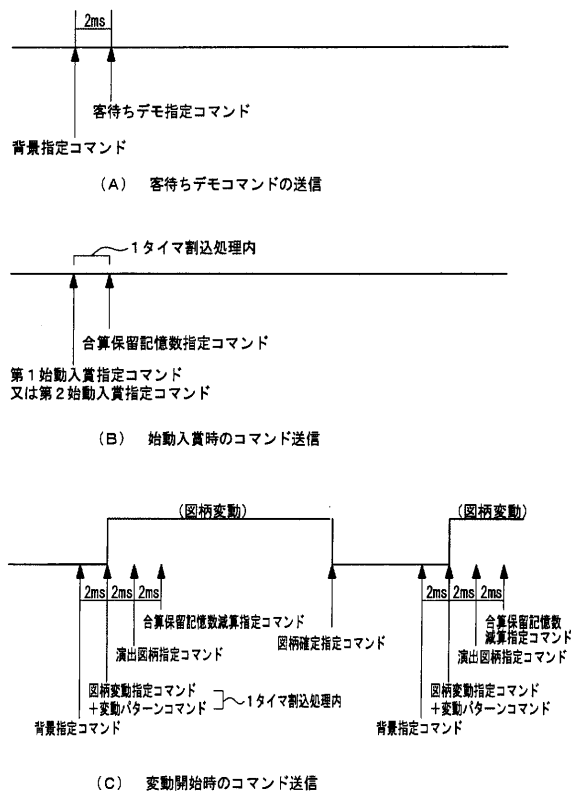 2ms
客待ちデモ指定コマンド
背景指定コマンド
（A） 客待ちデモコマンドの送信
1タイマ割込処理内
合算保留記憶数指定コマンド
第1始動入賞指定コマンド
又は第2始動入賞指定コマンド
（B） 始動入賞時のコマンド送信
（図柄変動）
（図柄変動）
2ms 2ms 2ms
2ms 2ms 2ms
合算保留記憶数減算指定コマンド
合算保留記憶数
減算指定コマンド
演出図柄指定コマンド
図柄確定指定コマンド
演出図柄指定コマンド
図柄変動指定コマンド
＋変動パターンコマンド
1タイマ割込処理内
図柄変動指定コマンド
＋変動パターンコマンド
背景指定コマンド
背景指定コマンド
（C） 変動開始時のコマンド送信